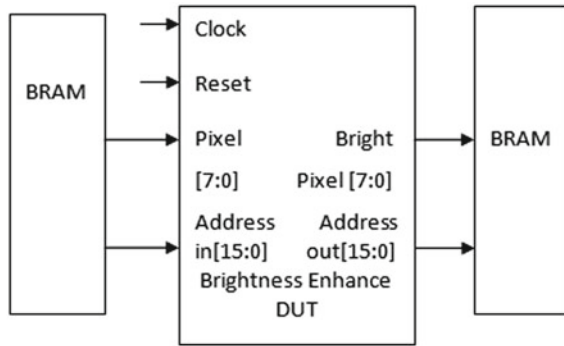 BRAM
Clock
Reset
Pixel
[7:0]
Bright
Pixel [7:0]
Address
in[15:0]
Address
out[15:0]
Brightness Enhance
DUT
BRAM